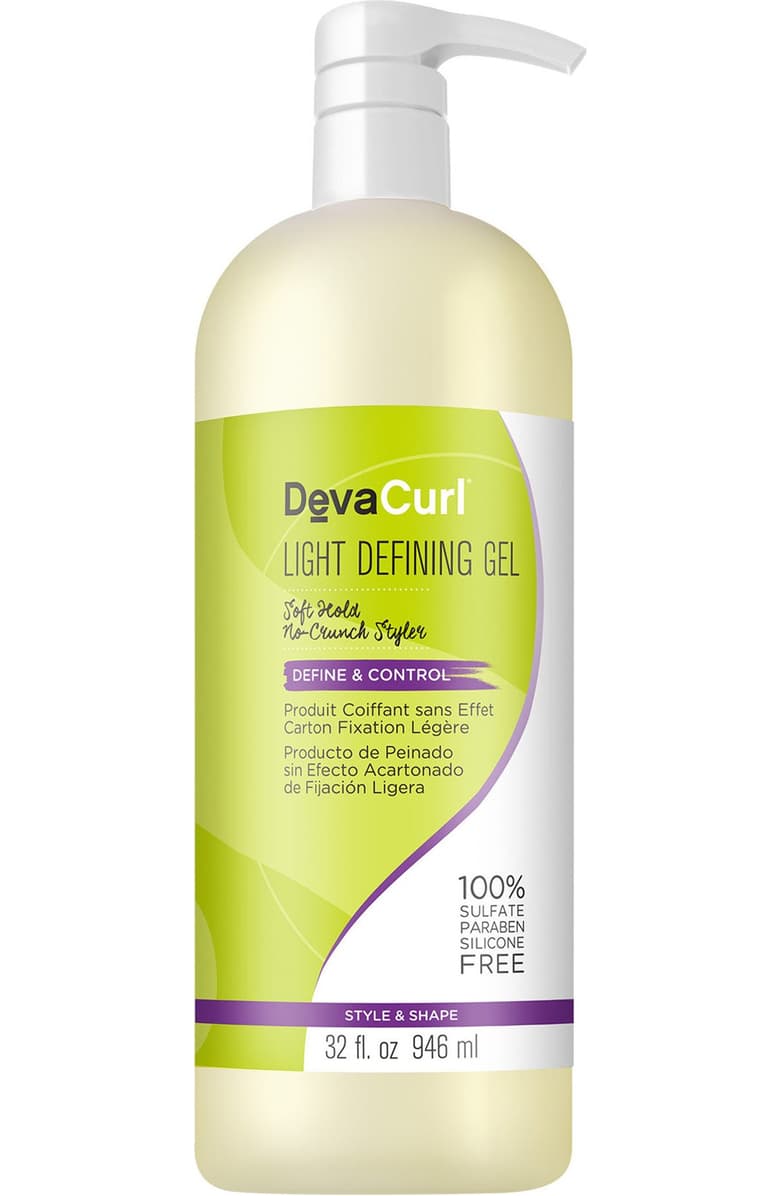 DevaCurl
LIGHT DEFINING GEL
Soft Hold
No-Crunch Styler
DEFINE & CONTROL
Produit Coiffant sans Effet
Carton Fixation Légère
Producto de Peinado
sin Efecto Acartonado
de Fijación Ligera
100%
SULFATE
PARABEN
SILICONE
FREE
STYLE & SHAPE
32 fl. oz 946 ml